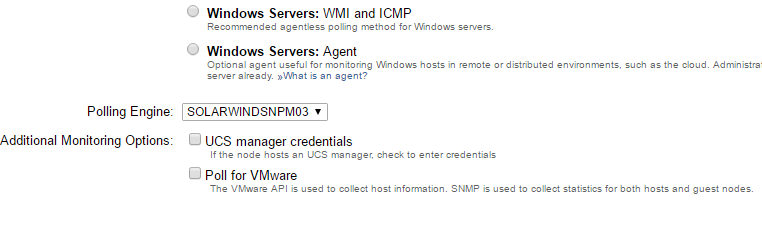 Windows Servers: WMI and ICMP
Recommended agentless polling method for Windows servers.
Windows Servers: Agent
Optional agent useful for monitoring Windows hosts in remote or distributed environments, such as the cloud. Administra
server already. »What is an agent?
Polling Engine: SOLARWINDSNPM03
Additional Monitoring Options: UCS manager credentials
If the node hosts an UCS manager, check to enter credentials
Poll for VMware
The VMware API is used to collect host information. SNMP is used to collect statistics for both hosts and guest nodes.